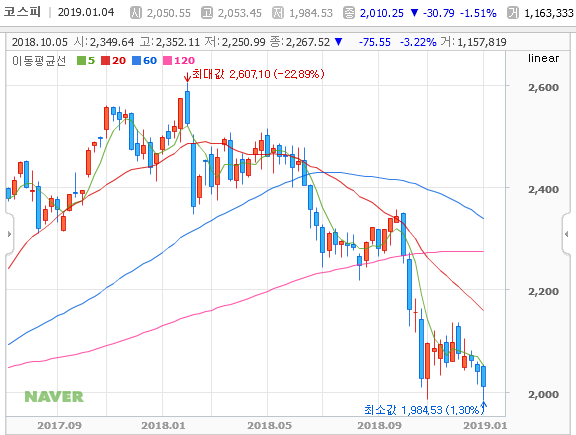 코스피 | 2019.01.04 시 2,050.55 고 2,053.45 저 1,984.53 종 2,010.25 ▼ -30.79 -1.51% 거 1,163,333
2018.10.05 시:2,349.64 고:2,352.11 저:2,250.99 종:2,267.52 ▼ -75.55 -3.22% 거:1,157,819
이동평균선 5 20 60 120 linear
최대값 2,607.10 (-22.89%)
2,600
2,400
2,200
2,000
NAVER
최소값 1,984.53 (1.30%)
2017.09 2018.01 2018.05 2018.09 2019.01